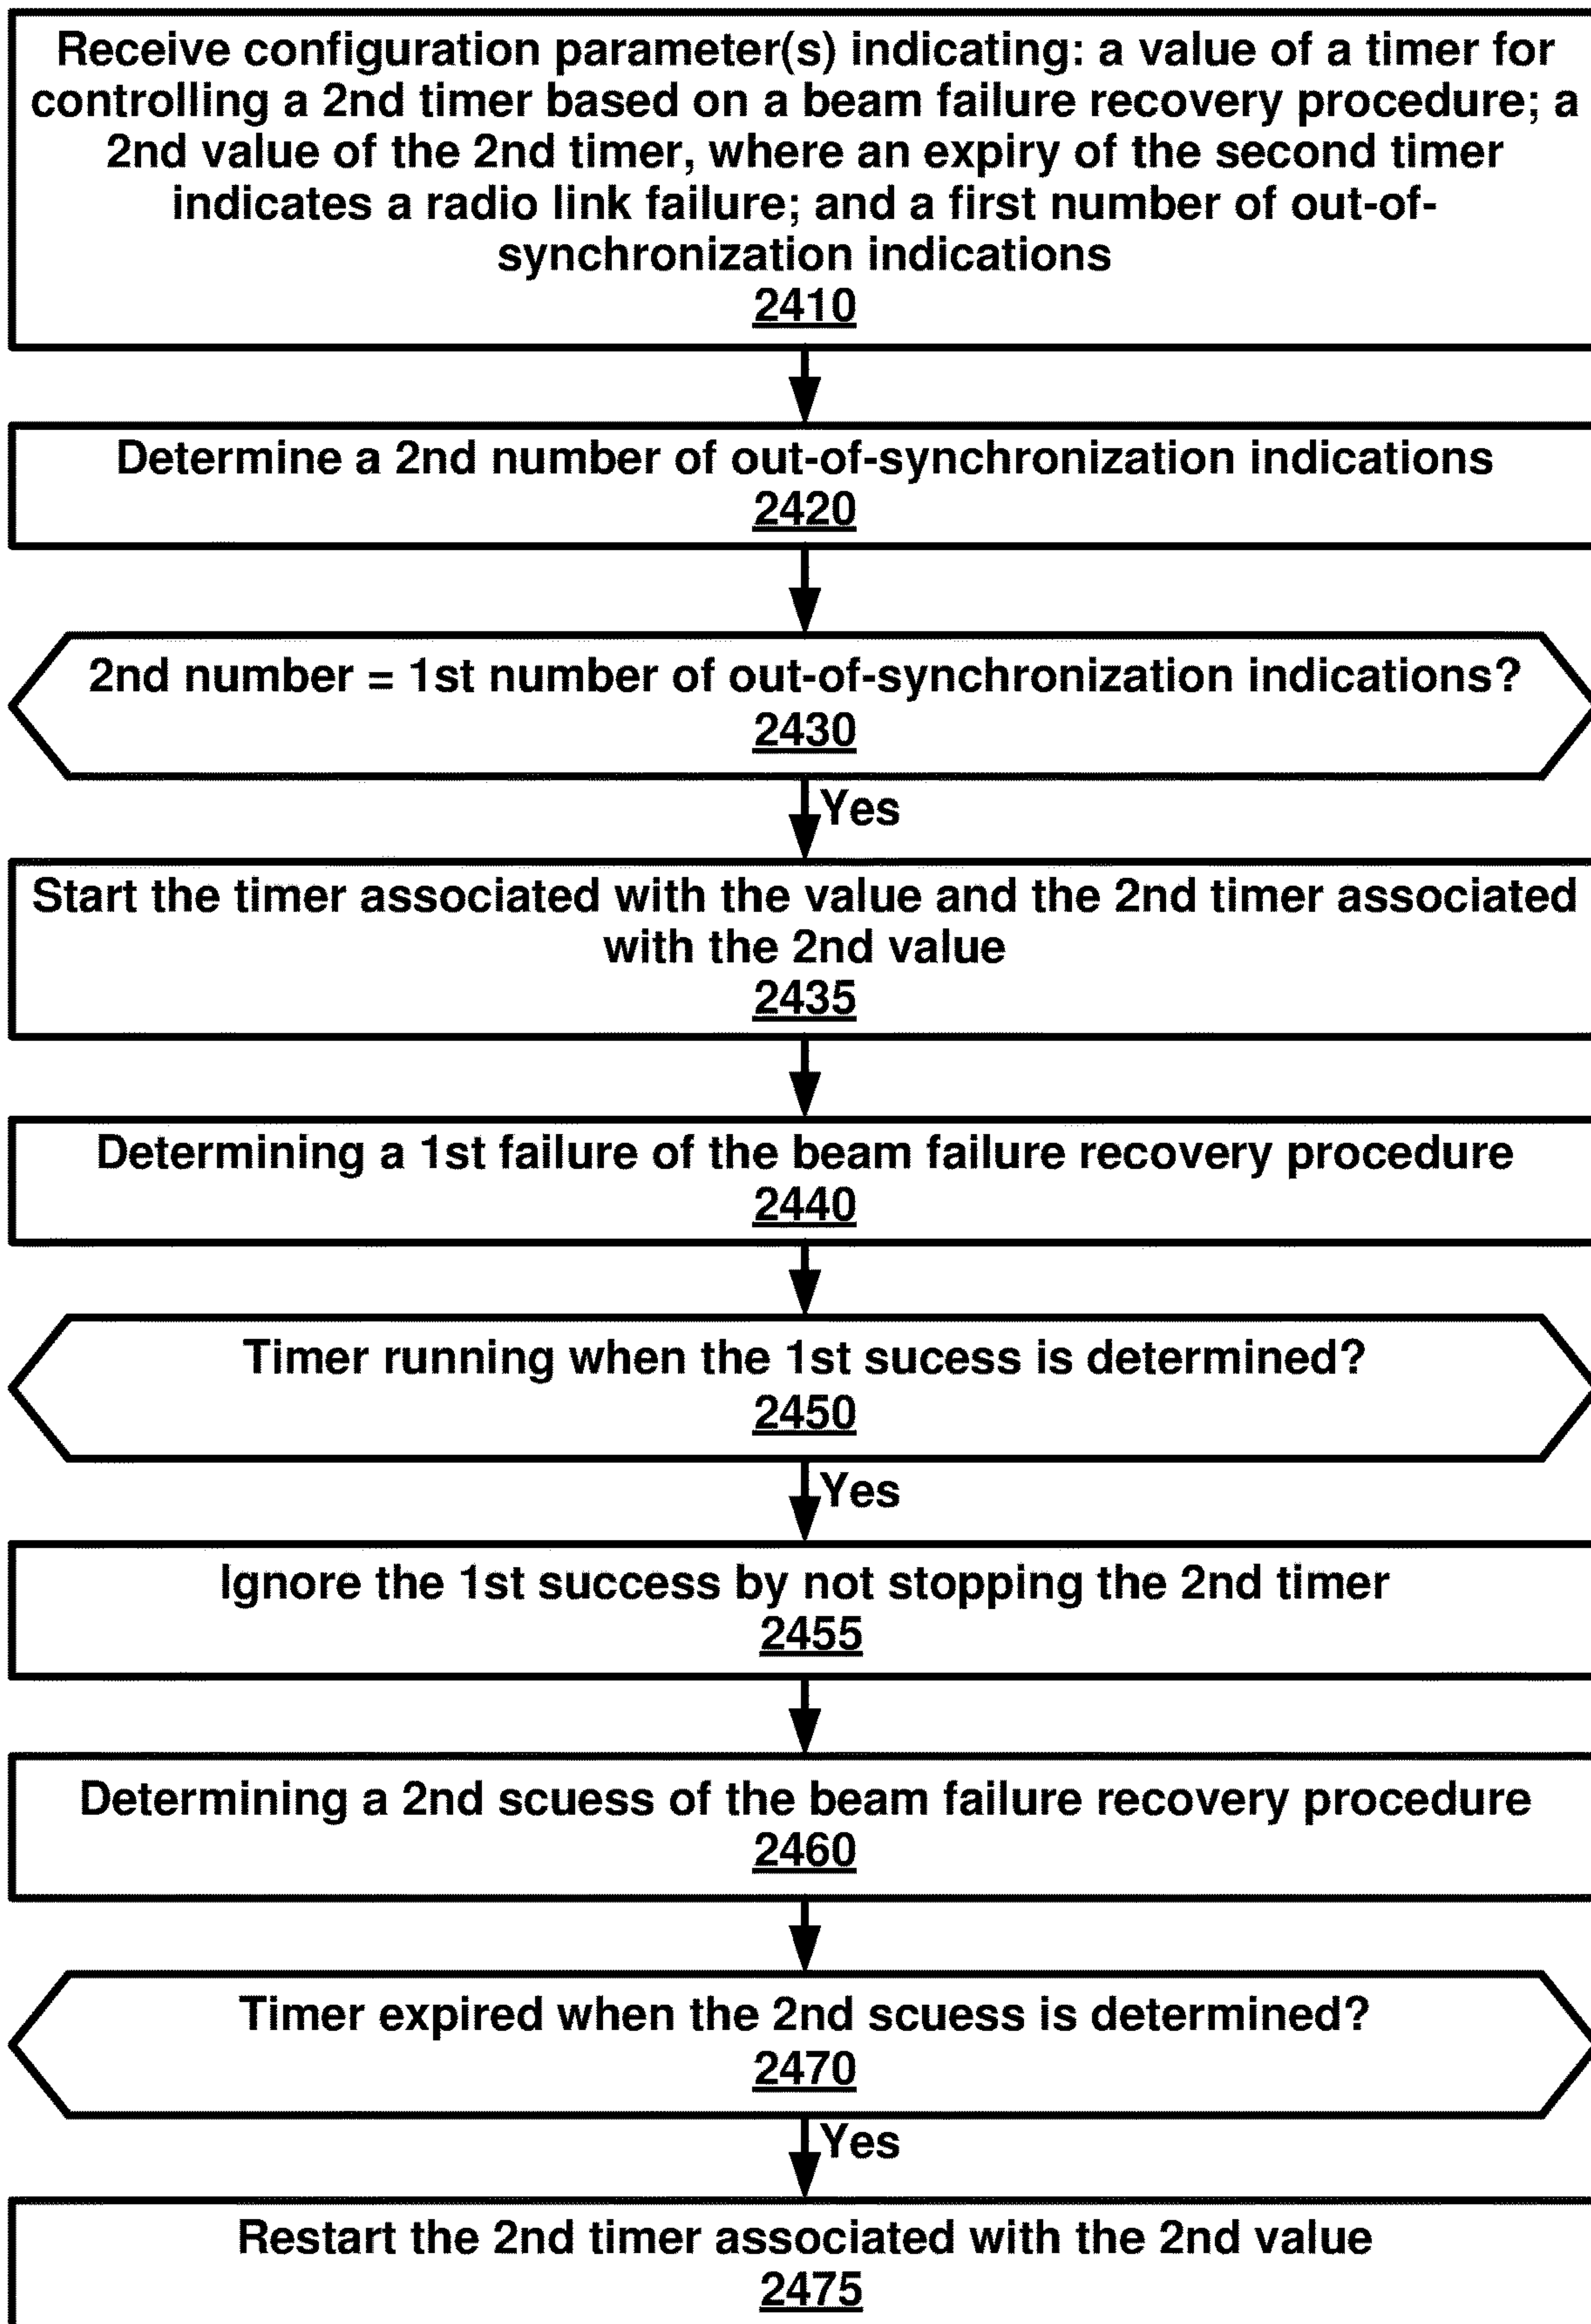 Receive configuration parameter(s) indicating: a value of a timer for
controlling a 2nd timer based on a beam failure recovery procedure; a
2nd value of the 2nd timer, where an expiry of the second timer
indicates a radio link failure; and a first number of out-of-
synchronization indications
2410
Determine a 2nd number of out-of-synchronization indications
2420
2nd number = 1st number of out-of-synchronization indications?
2430
Yes
Start the timer associated with the value and the 2nd timer associated
with the 2nd value
2435
Determining a 1st failure of the beam failure recovery procedure
2440
Timer running when the 1st sucess is determined?
2450
Yes
Ignore the 1st success by not stopping the 2nd timer
2455
Determining a 2nd scuess of the beam failure recovery procedure
2460
Timer expired when the 2nd scuess is determined?
2470
Yes
Restart the 2nd timer associated with the 2nd value
2475